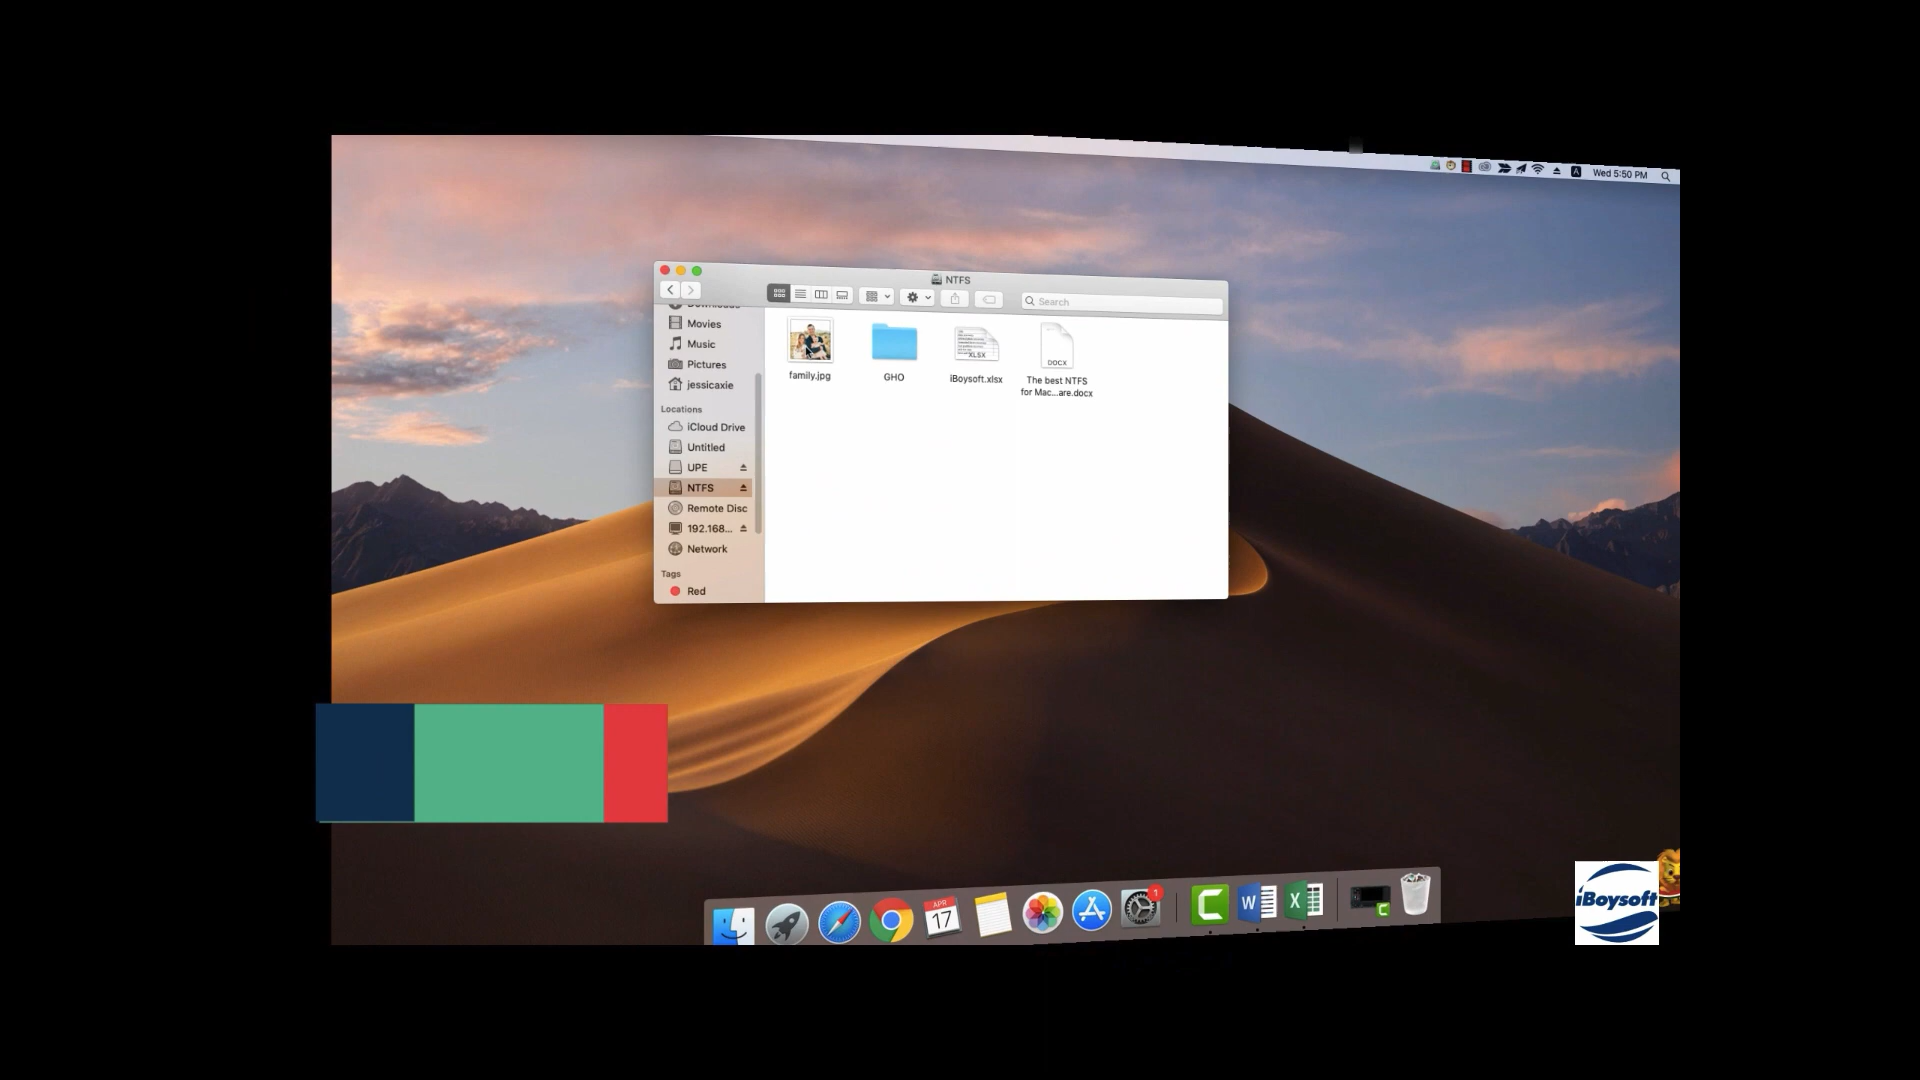 Wed 5:50 PM
NTFS
Search
Downloads
Movies
Music
Pictures
jessicaxie
Locations
iCloud Drive
Untitled
UPE
NTFS
Remote Disc
192.168...
Network
Tags
Red
family.jpg
GHO
XLSX
iBoysoft.xlsx
DOCX
The best NTFS
for Mac...are.docx
APR
17
1
W
X
iBoysoft